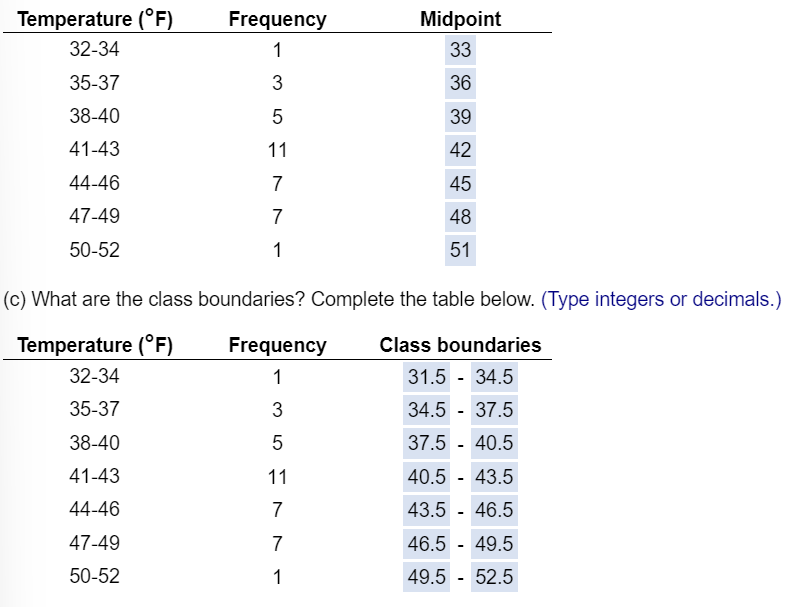 Temperature (°F) Frequency Midpoint
32-34 1 33
35-37 3 36
38-40 5 39
41-43 11 42
44-46 7 45
47-49 7 48
50-52 1 51
(c) What are the class boundaries? Complete the table below. (Type integers or decimals.)
Temperature (°F) Frequency Class boundaries
32-34 1 31.5 - 34.5
35-37 3 34.5 - 37.5
38-40 5 37.5 - 40.5
41-43 11 40.5 - 43.5
44-46 7 43.5 - 46.5
47-49 7 46.5 - 49.5
50-52 1 49.5 - 52.5